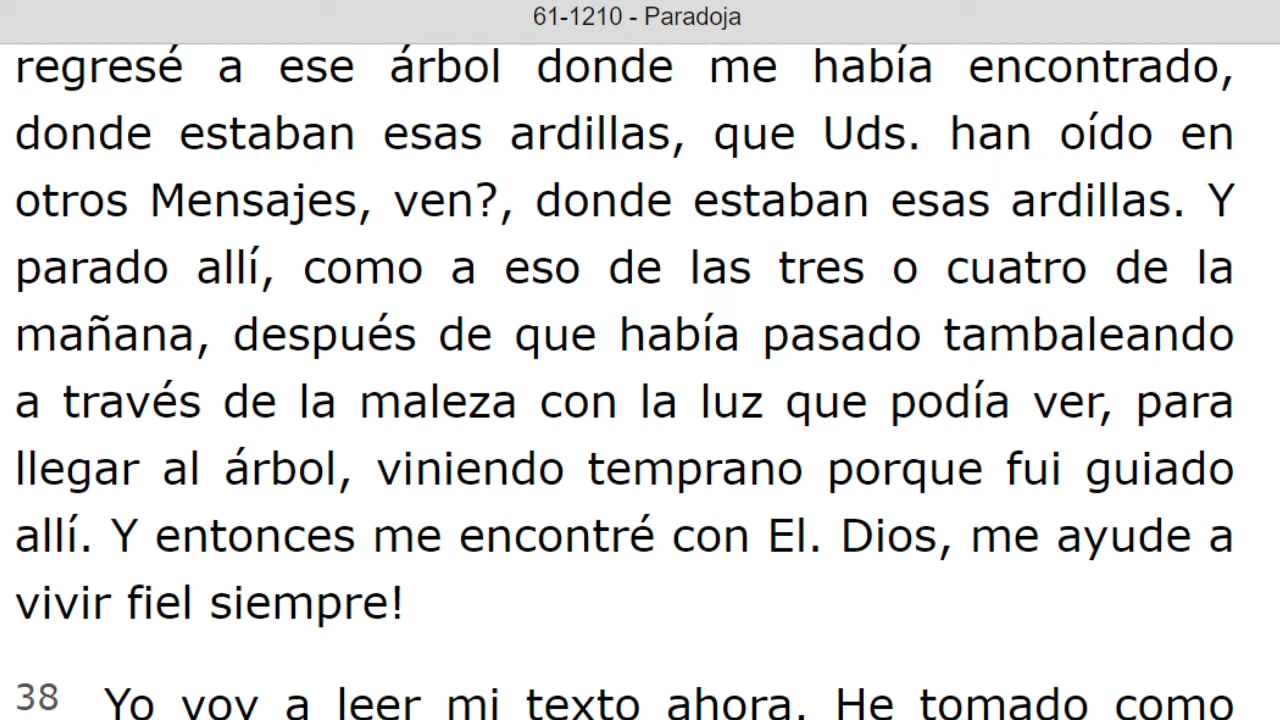 61-1210 - Paradoja
regresé a ese árbol donde me había encontrado,
donde estaban esas ardillas, que Uds. han oído en
otros Mensajes, ven?, donde estaban esas ardillas. Y
parado allí, como a eso de las tres o cuatro de la
mañana, después de que había pasado tambaleando
a través de la maleza con la luz que podía ver, para
llegar al árbol, viniendo temprano porque fui guiado
allí. Y entonces me encontré con El. Dios, me ayude a
vivir fiel siempre!
38 Yo voy a leer mi texto ahora. He tomado como